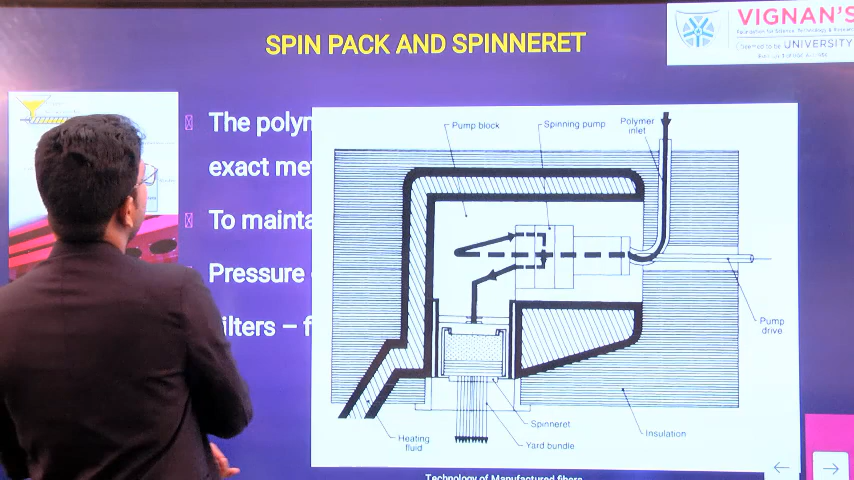 SPIN PACK AND SPINNERET
VIGNAN'S
UNIVERSITY
The polym
exact met
To mainta
Pressure
ilters – f
Pump block
Spinning pump
Polymer
inlet
Pump
drive
Spinneret
Insulation
Heating
fluid
Yard bundle
Technology of Manufactured fibers